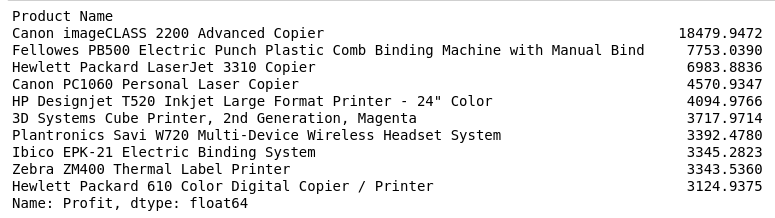 Product Name
Canon imageCLASS 2200 Advanced Copier 18479.9472
Fellowes PB500 Electric Punch Plastic Comb Binding Machine with Manual Bind 7753.0390
Hewlett Packard LaserJet 3310 Copier 6983.8836
Canon PC1060 Personal Laser Copier 4570.9347
HP Designjet T520 Inkjet Large Format Printer - 24" Color 4094.9766
3D Systems Cube Printer, 2nd Generation, Magenta 3717.9714
Plantronics Savi W720 Multi-Device Wireless Headset System 3392.4780
Ibico EPK-21 Electric Binding System 3345.2823
Zebra ZM400 Thermal Label Printer 3343.5360
Hewlett Packard 610 Color Digital Copier / Printer 3124.9375
Name: Profit, dtype: float64